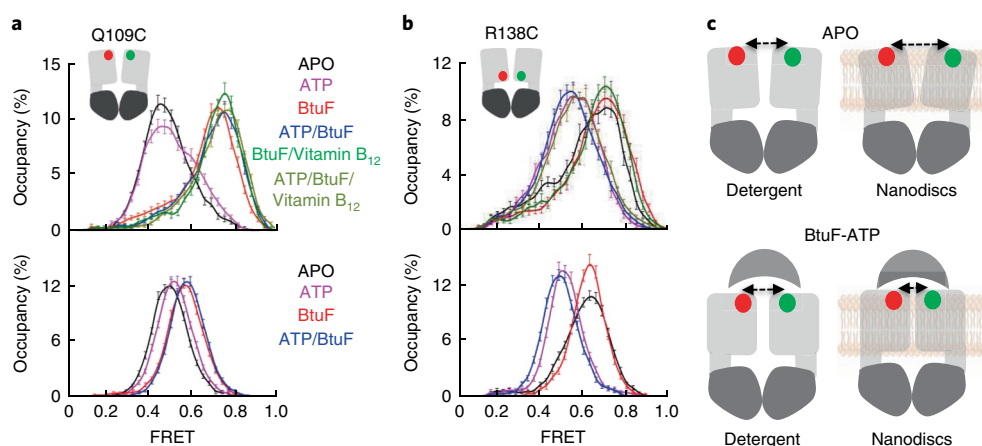 a
Q109C
Occupancy (%)
15
10
5
0
APO
ATP
BtuF
ATP/BtuF
BtuF/Vitamin B12
ATP/BtuF/
Vitamin B12
Occupancy (%)
12
6
0
APO
ATP
BtuF
ATP/BtuF
0 0.2 0.4 0.6 0.8 1.0
FRET
b
R138C
Occupancy (%)
12
8
4
0
Occupancy (%)
12
6
0
0 0.2 0.4 0.6 0.8 1.0
FRET
c
APO
Detergent Nanodiscs
BtuF-ATP
Detergent Nanodiscs